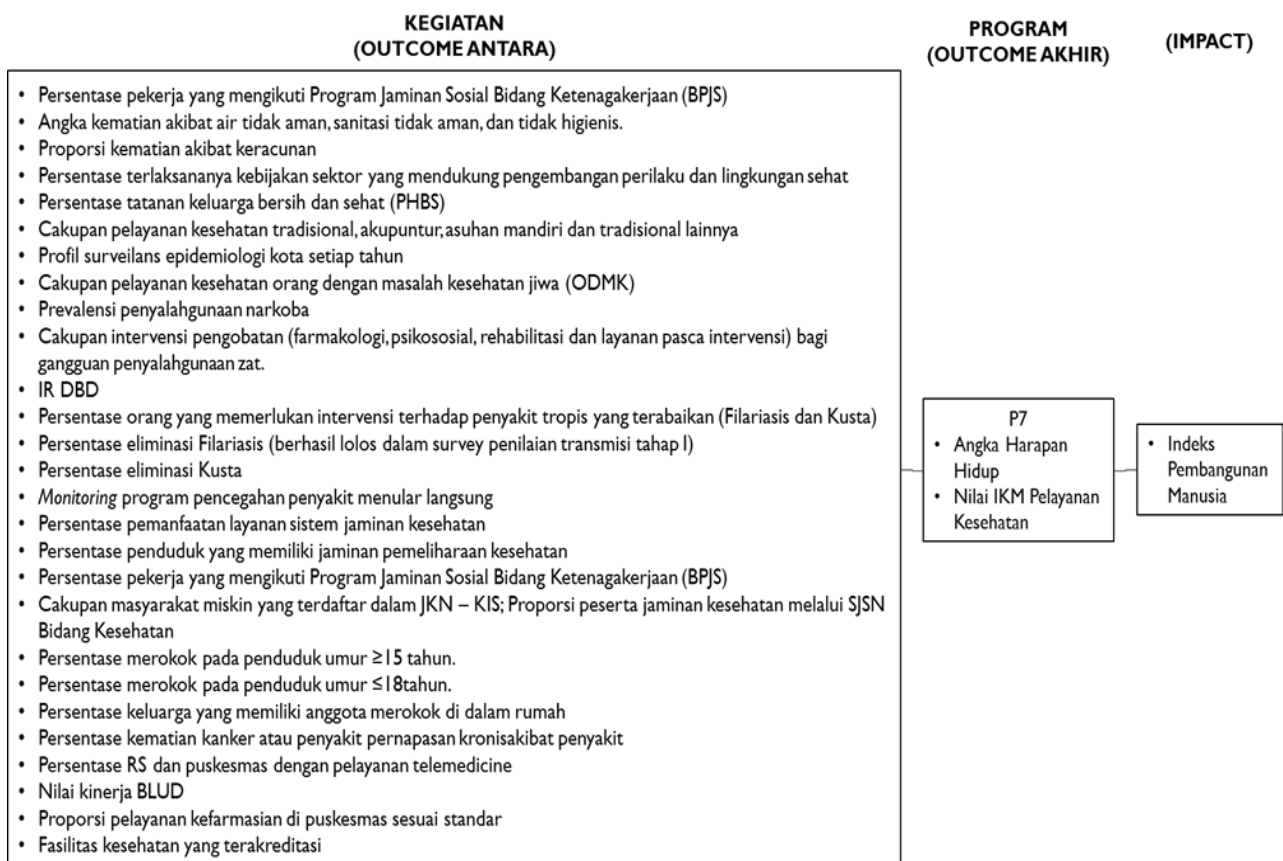 KEGIATAN
(OUTCOME ANTARA)
PROGRAM
(OUTCOME AKHIR)
(IMPACT)
• Persentase pekerja yang mengikuti Program Jaminan Sosial Bidang Ketenagakerjaan (BPJS)
• Angka kematian akibat air tidak aman, sanitasi tidak aman, dan tidak higienis.
• Proporsi kematian akibat keracunan
• Persentase terlaksananya kebijakan sektor yang mendukung pengembangan perilaku dan lingkungan sehat
• Persentase tatanan keluarga bersih dan sehat (PHBS)
• Cakupan pelayanan kesehatan tradisional, akupuntur, asuhan mandiri dan tradisional lainnya
• Profil surveilans epidemiologi kota setiap tahun
• Cakupan pelayanan kesehatan orang dengan masalah kesehatan jiwa (ODMK)
• Prevalensi penyalahgunaan narkoba
• Cakupan intervensi pengobatan (farmakologi, psikososial, rehabilitasi dan layanan pasca intervensi) bagi
gangguan penyalahgunaan zat.
• IR DBD
• Persentase orang yang memerlukan intervensi terhadap penyakit tropis yang terabaikan (Filariasis dan Kusta)
• Persentase eliminasi Filariasis (berhasil lolos dalam survey penilaian transmisi tahap I)
• Persentase eliminasi Kusta
• Monitoring program pencegahan penyakit menular langsung
• Persentase pemanfaatan layanan sistem jaminan kesehatan
• Persentase penduduk yang memiliki jaminan pemeliharaan kesehatan
• Persentase pekerja yang mengikuti Program Jaminan Sosial Bidang Ketenagakerjaan (BPJS)
• Cakupan masyarakat miskin yang terdaftar dalam JKN – KIS; Proporsi peserta jaminan kesehatan melalui SJSN
Bidang Kesehatan
• Persentase merokok pada penduduk umur ≥15 tahun.
• Persentase merokok pada penduduk umur ≤18tahun.
• Persentase keluarga yang memiliki anggota merokok di dalam rumah
• Persentase kematian kanker atau penyakit pernapasan kronisakibat penyakit
• Persentase RS dan puskesmas dengan pelayanan telemedicine
• Nilai kinerja BLUD
• Proporsi pelayanan kefarmasian di puskesmas sesuai standar
• Fasilitas kesehatan yang terakreditasi
P7
• Angka Harapan
Hidup
• Nilai IKM Pelayanan
Kesehatan
• Indeks
Pembangunan
Manusia